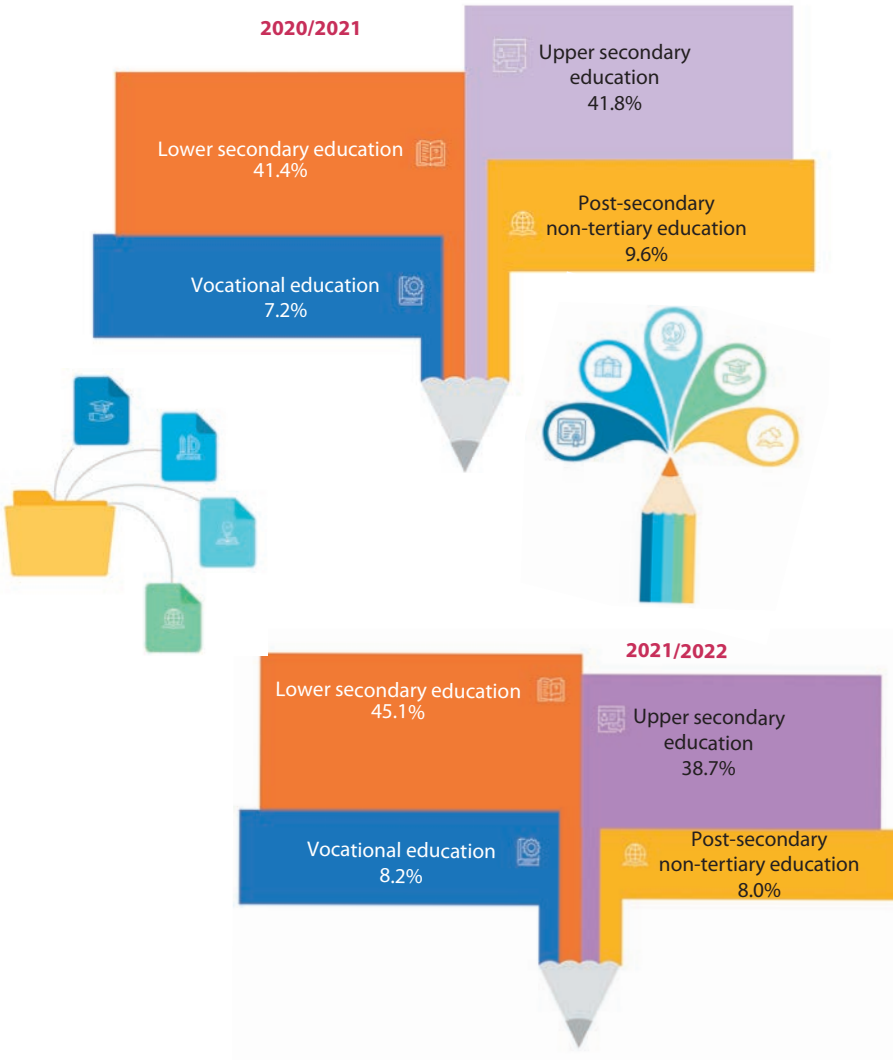 2020/2021
Upper secondary
education
41.8%
Lower secondary education
41.4%
Post-secondary
non-tertiary education
9.6%
Vocational education
7.2%
2021/2022
Lower secondary education
45.1%
Upper secondary
education
38.7%
Vocational education
8.2%
Post-secondary
non-tertiary education
8.0%